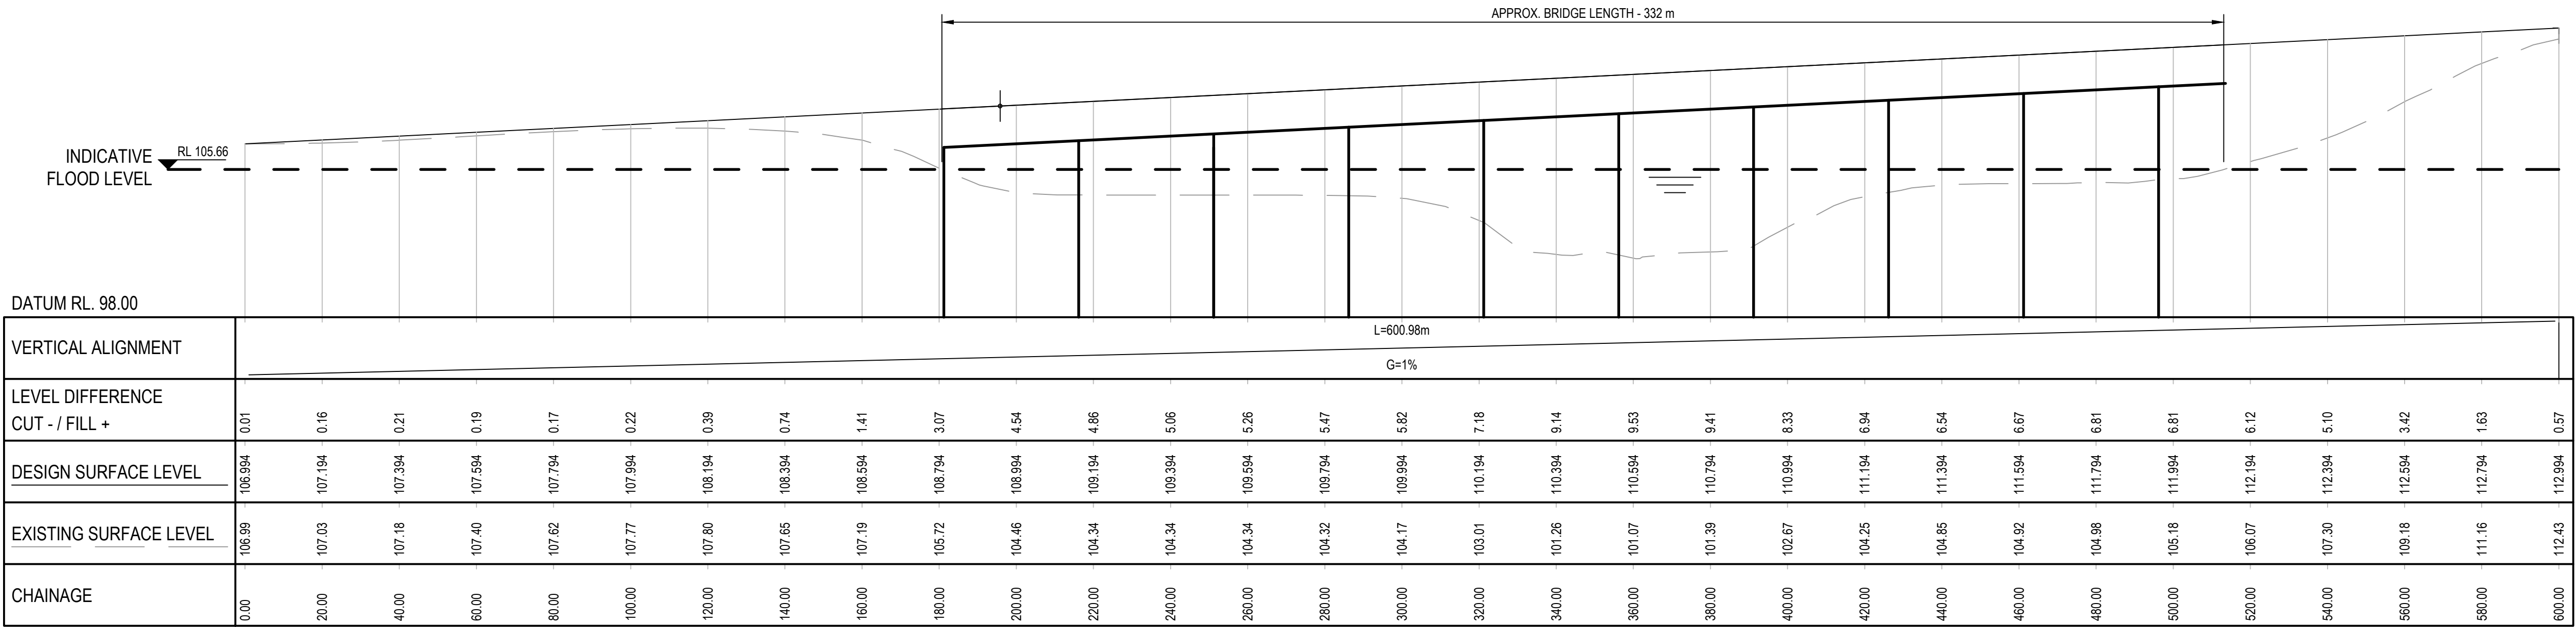 APPROX. BRIDGE LENGTH - 332 m
INDICATIVE
FLOOD LEVEL
RL 105.66
DATUM RL. 98.00
VERTICAL ALIGNMENT
L=600.98m
G=1%
LEVEL DIFFERENCE
CUT - / FILL +
0.01 0.16 0.21 0.19 0.17 0.22 0.39 0.74 1.41 3.07 4.54 4.86 5.06 5.26 5.47 5.82 7.18 9.14 9.53 9.41 8.33 6.94 6.54 6.67 6.81 6.81 6.12 5.10 3.42 1.63 0.57
DESIGN SURFACE LEVEL
106.994 107.194 107.394 107.594 107.794 107.994 108.194 108.394 108.594 108.794 108.994 109.194 109.394 109.594 109.794 109.994 110.194 110.394 110.594 110.794 110.994 111.194 111.394 111.594 111.794 111.994 112.194 112.394 112.594 112.794 112.994
EXISTING SURFACE LEVEL
106.99 107.03 107.18 107.40 107.62 107.77 107.80 107.65 107.19 105.72 104.46 104.34 104.34 104.34 104.32 104.17 103.01 101.26 101.07 101.39 102.67 104.25 104.85 104.92 104.98 105.18 106.07 107.30 109.18 111.16 112.43
CHAINAGE
0.00 20.00 40.00 60.00 80.00 100.00 120.00 140.00 160.00 180.00 200.00 220.00 240.00 260.00 280.00 300.00 320.00 340.00 360.00 380.00 400.00 420.00 440.00 460.00 480.00 500.00 520.00 540.00 560.00 580.00 600.00